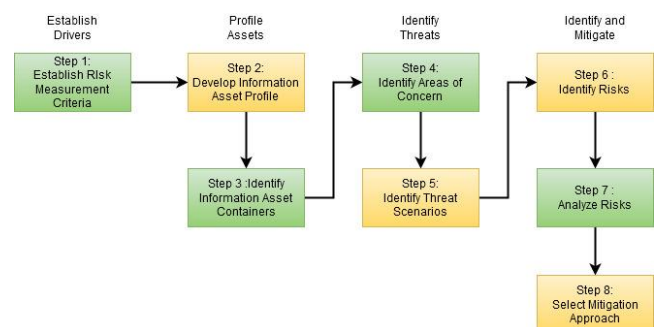 Establish
Drivers
Profile
Assets
Identify
Threats
Identify and
Mitigate
Step 1:
Establish RIsk
Measurement
Criteria
Step 2:
Develop Information
Asset Profile
Step 3 :Identify
Information Asset
Containers
Step 4:
Identify Areas of
Concern
Step 5:
Identify Threat
Scenarios
Step 6 :
Identify Risks
Step 7 :
Analyze Risks
Step 8:
Select Mitigation
Approach